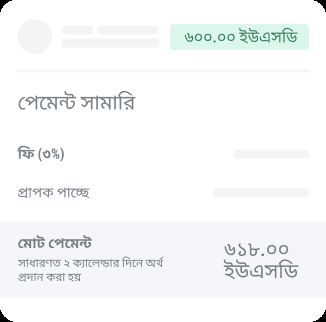 ৬০০.০০ ইউএসডি
পেমেন্ট সামারি
ফি (৩%)
প্রাপক পাচ্ছে
মোট পেমেন্ট
সাধারণত ২ ক্যালেন্ডার দিনে অর্থ
প্রদান করা হয়
৬১৮.০০
ইউএসডি